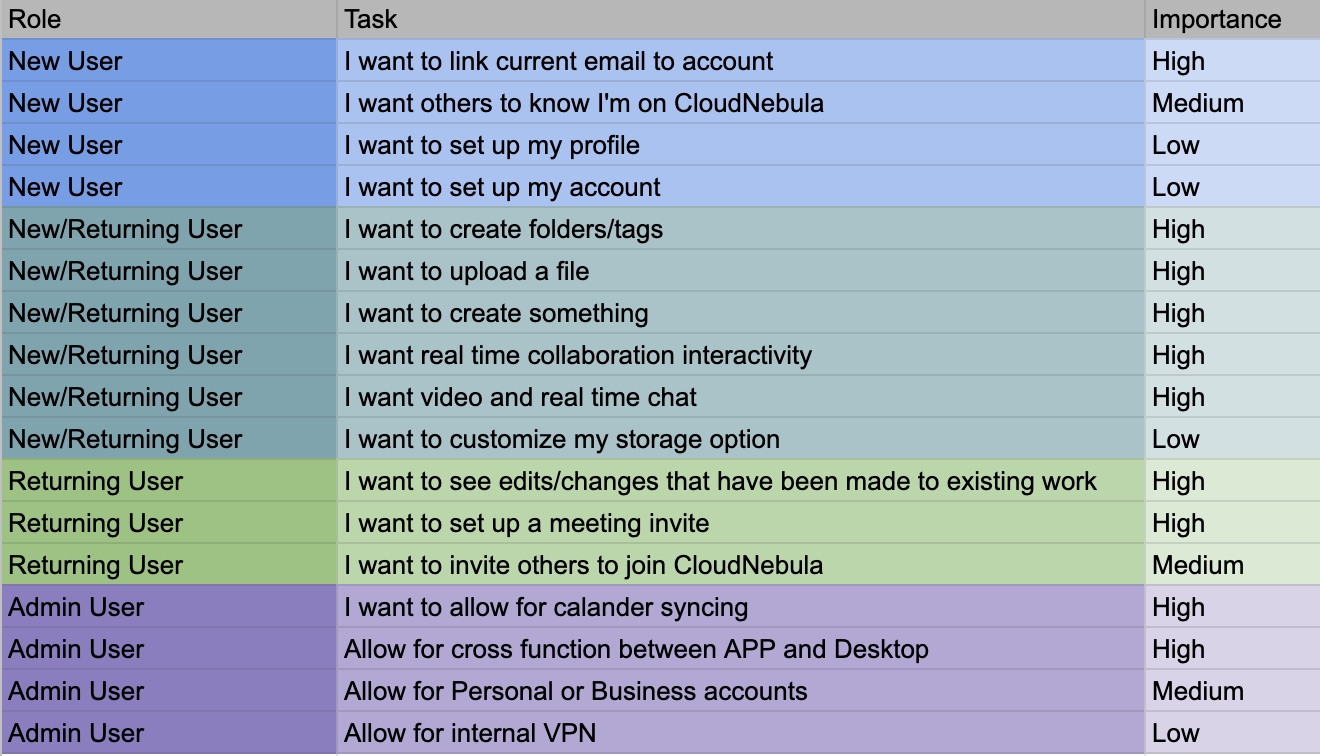 Role Task Importance
New User I want to link current email to account High
New User I want others to know I'm on CloudNebula Medium
New User I want to set up my profile Low
New User I want to set up my account Low
New/Returning User I want to create folders/tags High
New/Returning User I want to upload a file High
New/Returning User I want to create something High
New/Returning User I want real time collaboration interactivity High
New/Returning User I want video and real time chat High
New/Returning User I want to customize my storage option Low
Returning User I want to see edits/changes that have been made to existing work High
Returning User I want to set up a meeting invite High
Returning User I want to invite others to join CloudNebula Medium
Admin User I want to allow for calander syncing High
Admin User Allow for cross function between APP and Desktop High
Admin User Allow for Personal or Business accounts Medium
Admin User Allow for internal VPN Low